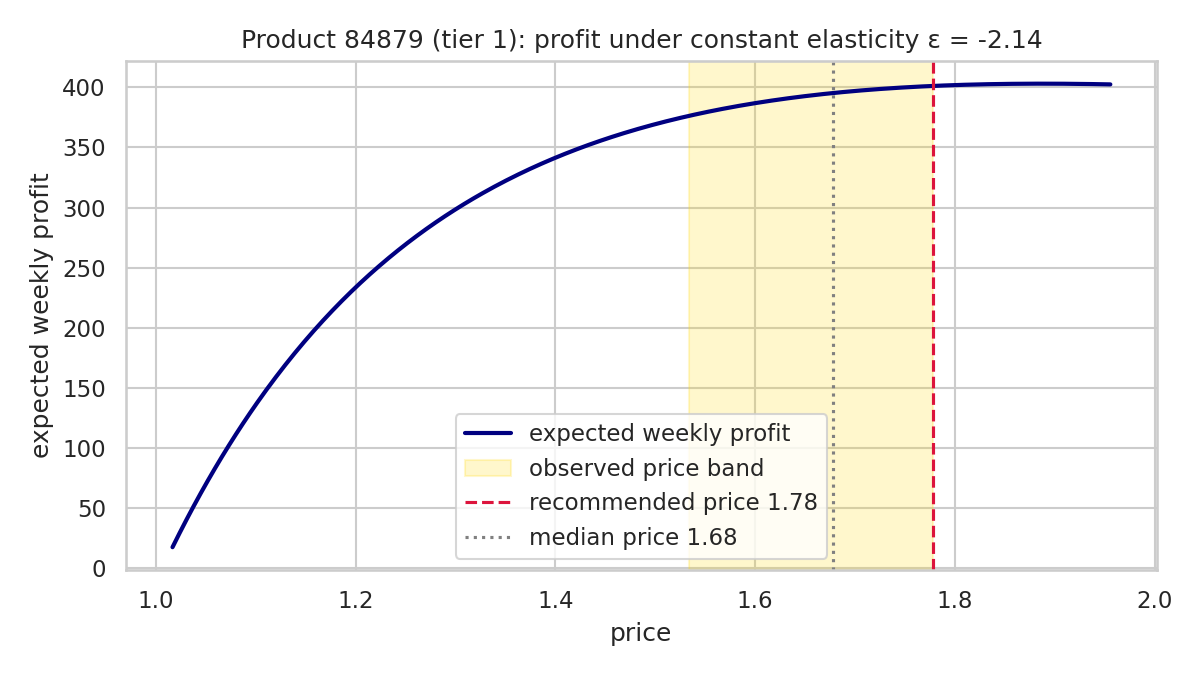 Product 84879 (tier 1): profit under constant elasticity ε = -2.14
expected weekly profit
400
350
300
250
200
150
100
50
0
expected weekly profit
observed price band
recommended price 1.78
median price 1.68
1.0
1.2
1.4
1.6
1.8
2.0
price